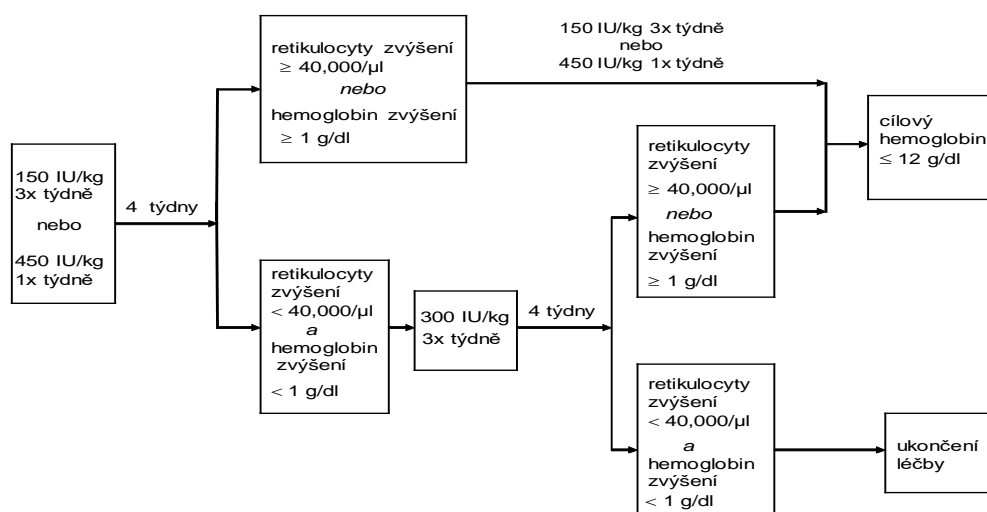 150 IU/kg
3x týdně
nebo
450 IU/kg
1x týdně
4 týdny
retikulocyty zvýšení
≥ 40,000/µl
nebo
hemoglobin zvýšení
≥ 1 g/dl
150 IU/kg 3x týdně
nebo
450 IU/kg 1x týdně
retikulocyty
zvýšení
< 40,000/µl
a
hemoglobin
zvýšení
< 1 g/dl
300 IU/kg
3x týdně
4 týdny
retikulocyty
zvýšení
≥ 40,000/µl
nebo
hemoglobin
zvýšení
≥ 1 g/dl
cílový
hemoglobin
≤ 12 g/dl
retikulocyty
zvýšení
< 40,000/µl
a
hemoglobin
zvýšení
< 1 g/dl
ukončení
léčby